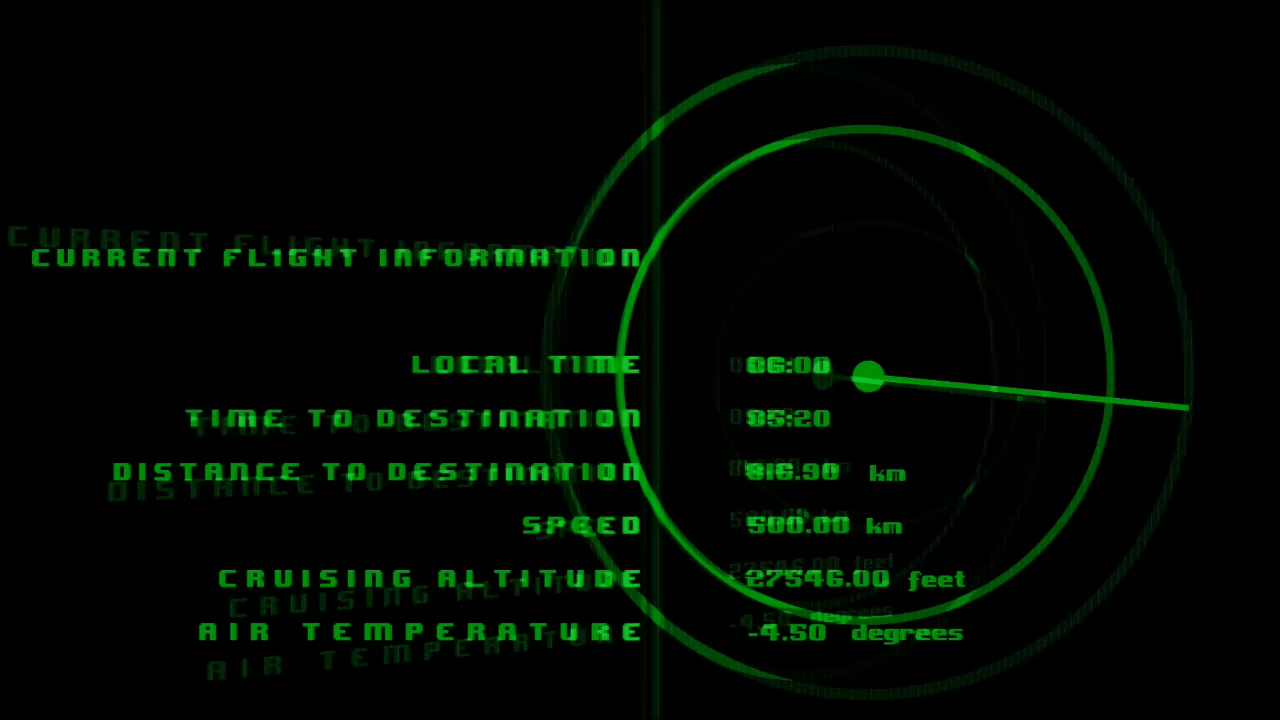 CURRENT FLIGHT INFORMATION
LOCAL TIME 06:00
TIME TO DESTINATION 05:20
DISTANCE TO DESTINATION 816.90 km
SPEED 500.00 km
CRUISING ALTITUDE 27546.00 feet
AIR TEMPERATURE -4.50 degrees